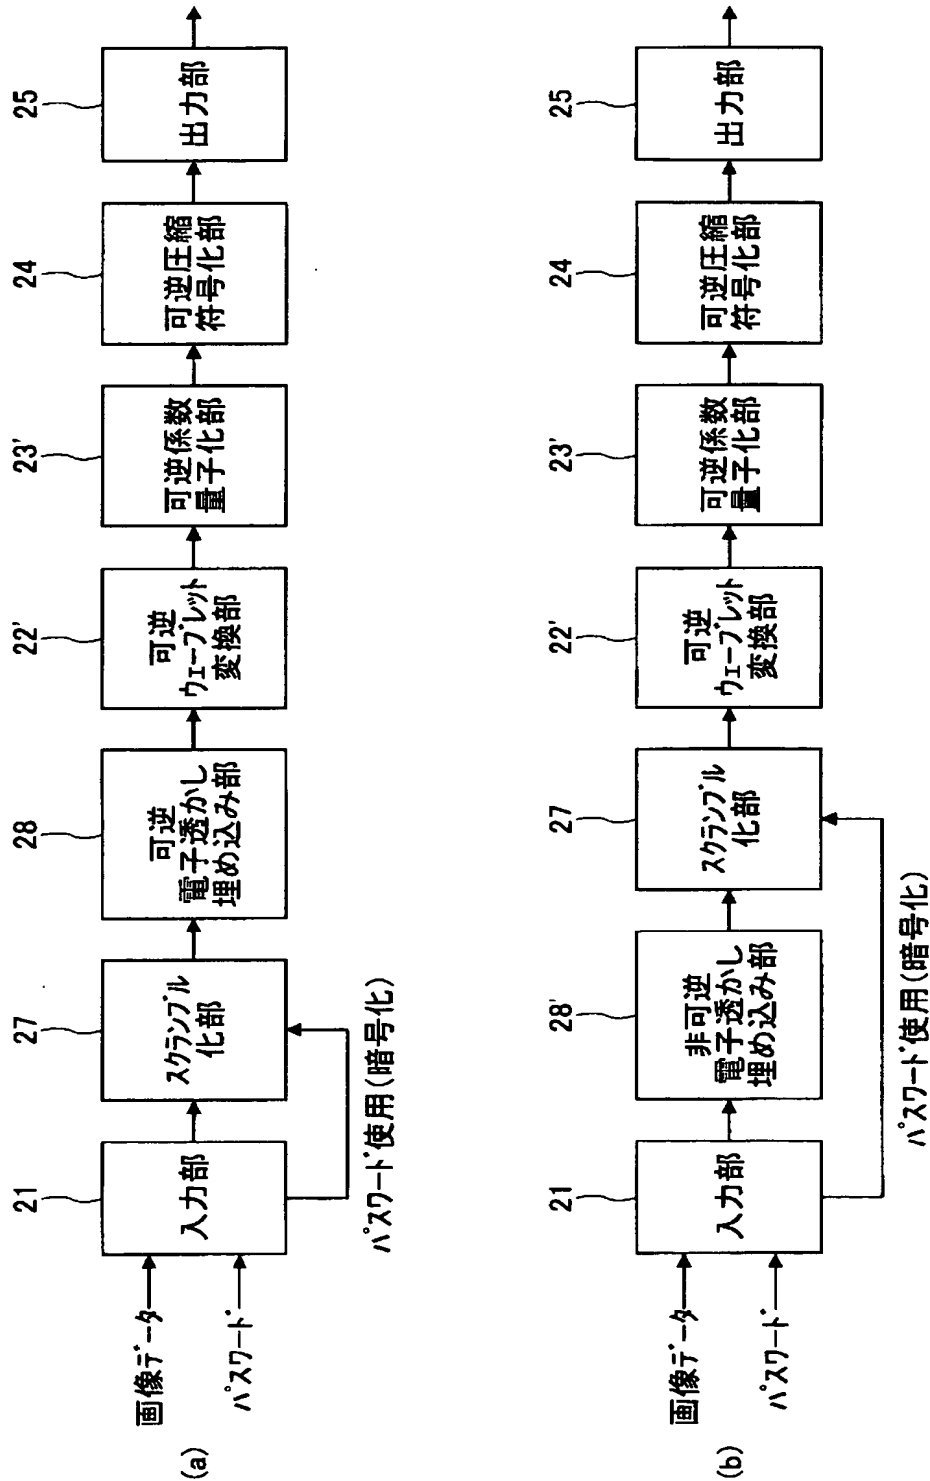 (a)
画像データ
パスワード
21
入力部
パスワード使用(暗号化)
27
スクランブル
化部
28
可逆
電子透かし
埋め込み部
22'
可逆
ウェーブレット
変換部
23'
可逆係数
量子化部
24
可逆圧縮
符号化部
25
出力部
(b)
画像データ
パスワード
21
入力部
28'
非可逆
電子透かし
埋め込み部
パスワード使用(暗号化)
27
スクランブル
化部
22'
可逆
ウェーブレット
変換部
23'
可逆係数
量子化部
24
可逆圧縮
符号化部
25
出力部